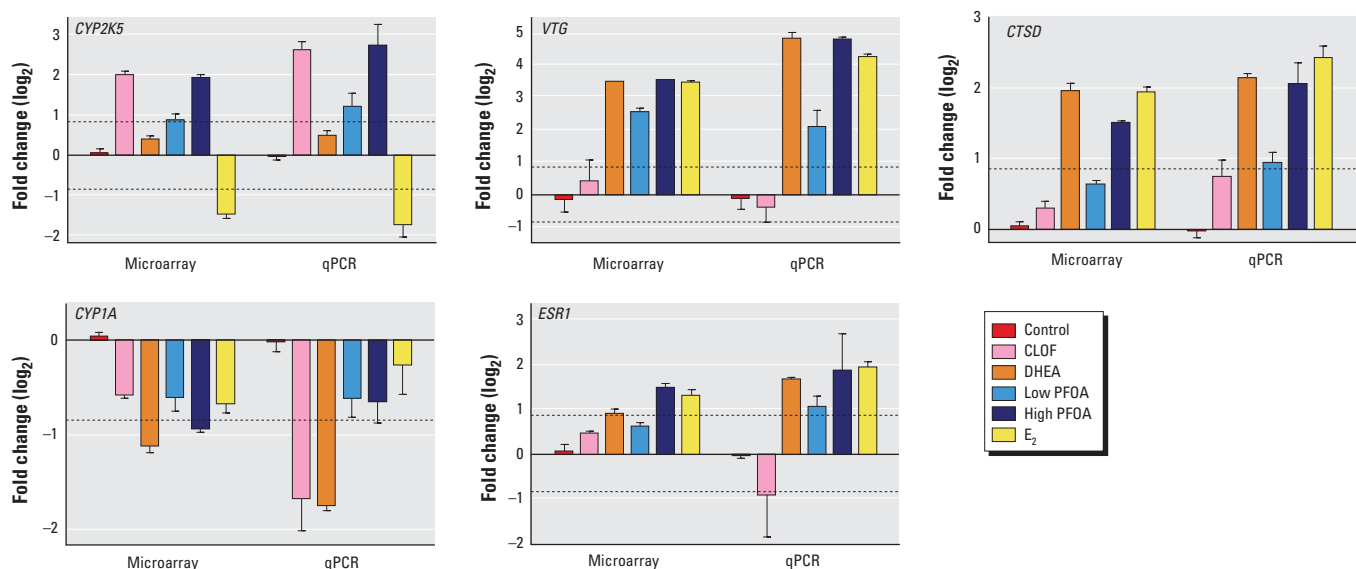 CYP2K5
Fold change (log2)
3
2
1
0
–1
–2
Microarray qPCR
VTG
Fold change (log2)
5
4
3
2
1
0
–1
Microarray qPCR
CTSD
Fold change (log2)
3
2
1
0
Microarray qPCR
CYP1A
Fold change (log2)
0
–1
–2
Microarray qPCR
ESR1
Fold change (log2)
3
2
1
0
–1
–2
Microarray qPCR
Control
CLOF
DHEA
Low PFOA
High PFOA
E2